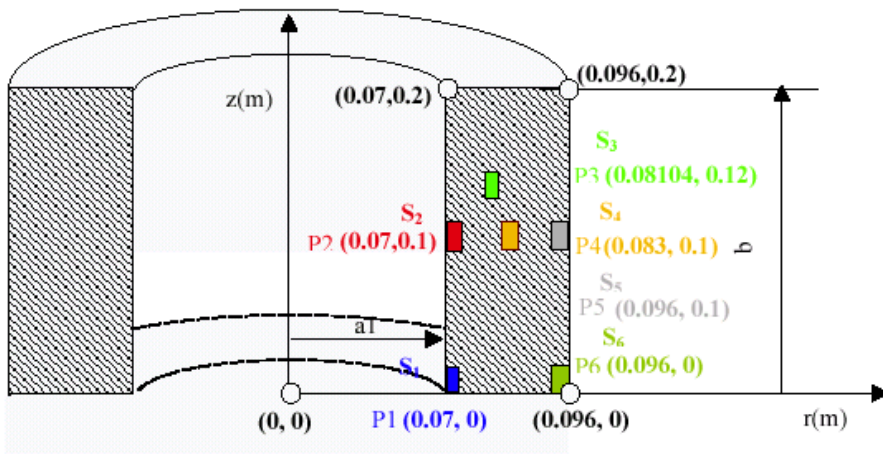 (0.096,0.2)
z(m)
(0.07,0.2)
S3
P3 (0.08104, 0.12)
S2
S4
P2 (0.07,0.1)
P4(0.083, 0.1)
b
S5
P5 (0.096, 0.1)
a1
S6
S1
P6 (0.096, 0)
(0, 0)
P1 (0.07, 0)
(0.096, 0)
r(m)